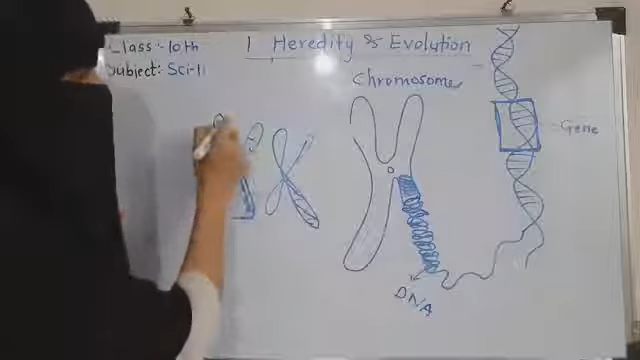 Class:- 10th
Subject: Sci-II
1 Heredity & Evolution
Chromosome
Gene
DNA